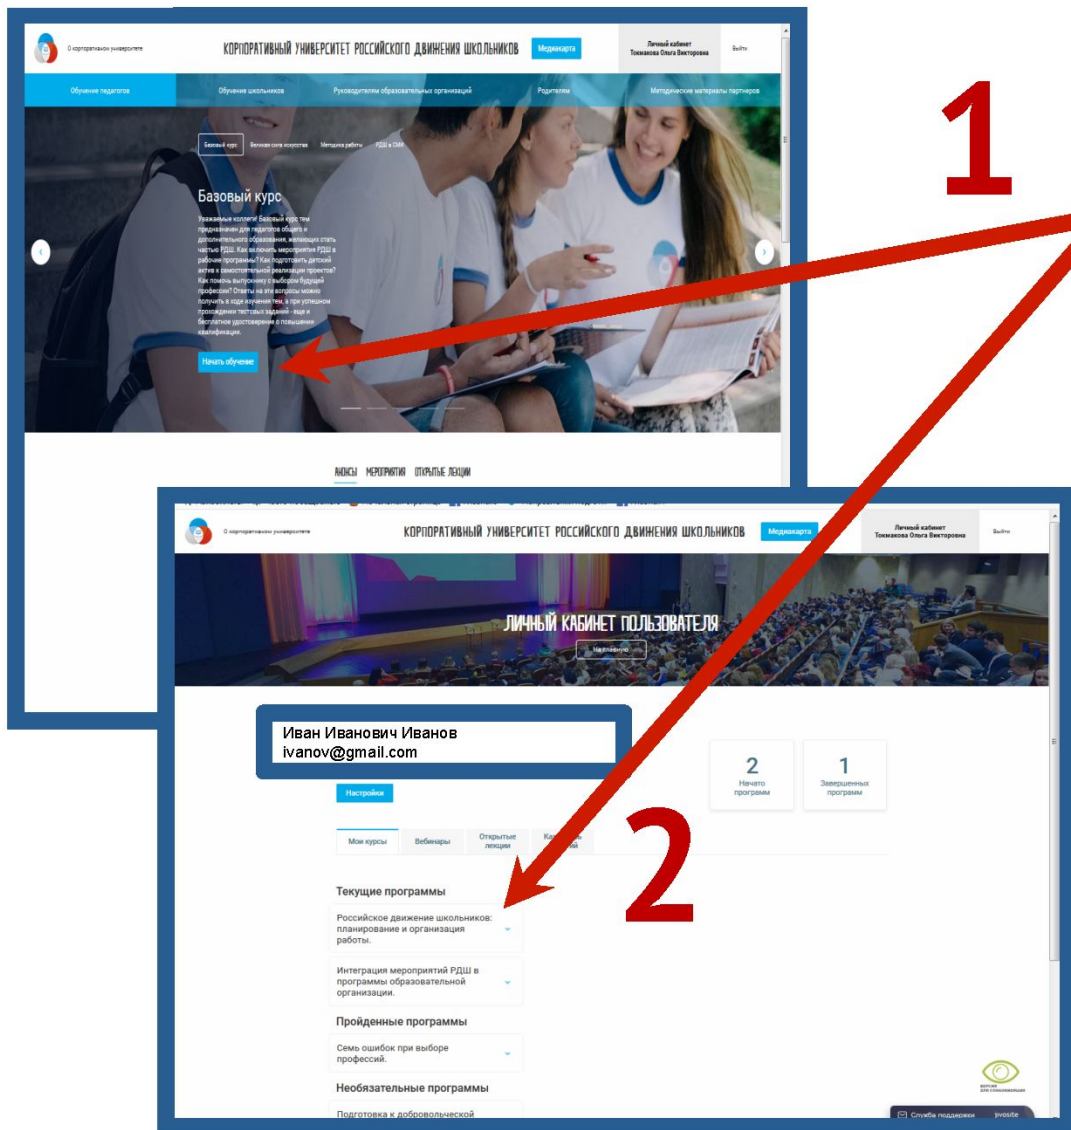 О корпоративном университете
КОРПОРАТИВНЫЙ УНИВЕРСИТЕТ РОССИЙСКОГО ДВИЖЕНИЯ ШКОЛЬНИКОВ
Медиакарта
Личный кабинет
Токмакова Ольга Викторовна
Выйти
Обучение педагогов
Обучение школьников
Руководителям образовательных организаций
Родителям
Методические материалы партнеров
Базовый курс
Великая сила искусства
Методика работы
РДШ в СМИ
Базовый курс
Уважаемые коллеги! Базовый курс тем
предназначен для педагогов общего и
дополнительного образования, желающих стать
частью РДШ. Как включить мероприятия РДШ в
рабочие программы? Как подготовить детский
актив к самостоятельной реализации проектов?
Как помочь выпускнику с выбором будущей
профессии? Ответы на эти вопросы можно
получить в ходе изучения тем, а при успешном
прохождении тестовых заданий - еще и
бесплатное удостоверение о повышении
квалификации.
Начать обучение
1
АНОНСЫ
МЕРОПРИЯТИЯ
ОТКРЫТЫЕ ЛЕКЦИИ
О корпоративном университете
КОРПОРАТИВНЫЙ УНИВЕРСИТЕТ РОССИЙСКОГО ДВИЖЕНИЯ ШКОЛЬНИКОВ
Медиакарта
Личный кабинет
Токмакова Ольга Викторовна
Выйти
ЛИЧНЫЙ КАБИНЕТ ПОЛЬЗОВАТЕЛЯ
На главную
Иван Иванович Иванов
ivanov@gmail.com
Настройки
2
Начато
программ
1
Завершенных
программ
2
Мои курсы
Вебинары
Открытые
лекции
Текущие программы
Российское движение школьников:
планирование и организация
работы.
Интеграция мероприятий РДШ в
программы образовательной
организации.
Пройденные программы
Семь ошибок при выборе
профессий.
Необязательные программы
Подготовка к добровольческой
ВЕРСИЯ
ДЛЯ СЛАБОВИДЯЩИХ
Служба поддержки
jivosite